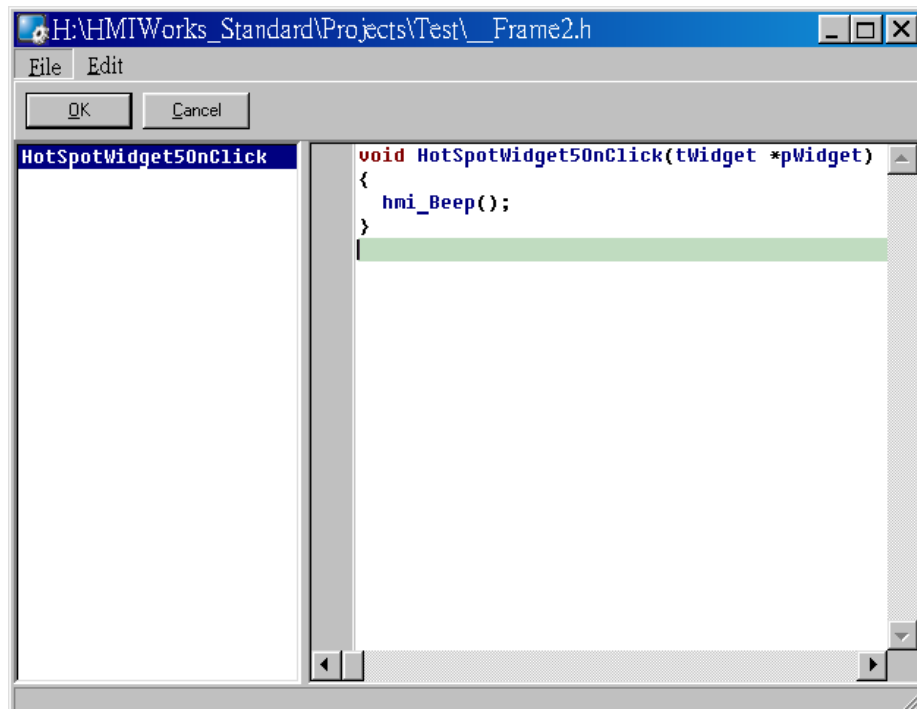 H:\HMIWorks_Standard\Projects\Test\__Frame2.h
File Edit
OK Cancel
HotSpotWidget5OnClick
void HotSpotWidget5OnClick(tWidget *pWidget)
{
hmi_Beep();
}